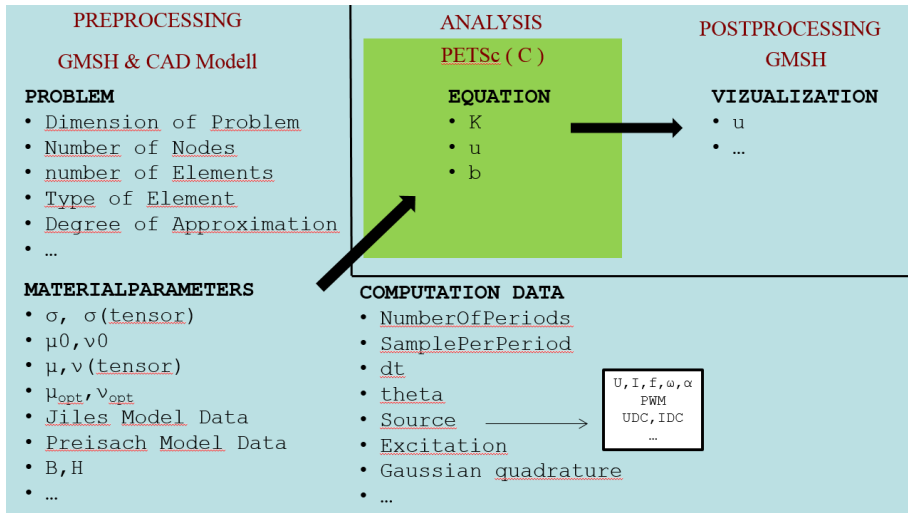 PREPROCESSING
GMSH & CAD Modell
PROBLEM
• Dimension of Problem
• Number of Nodes
• number of Elements
• Type of Element
• Degree of Approximation
• …
MATERIALPARAMETERS
• σ, σ(tensor)
• μ0,ν0
• μ,ν(tensor)
• μopt,νopt
• Jiles Model Data
• Preisach Model Data
• B,H
• …
ANALYSIS
PETSc ( C )
EQUATION
• K
• u
• b
POSTPROCESSING
GMSH
VIZUALIZATION
• u
• …
COMPUTATION DATA
• NumberOfPeriods
• SamplePerPeriod
• dt
• theta
• Source
• Excitation
• Gaussian quadrature
• …
U,I,f,ω,α
PWM
UDC,IDC
…